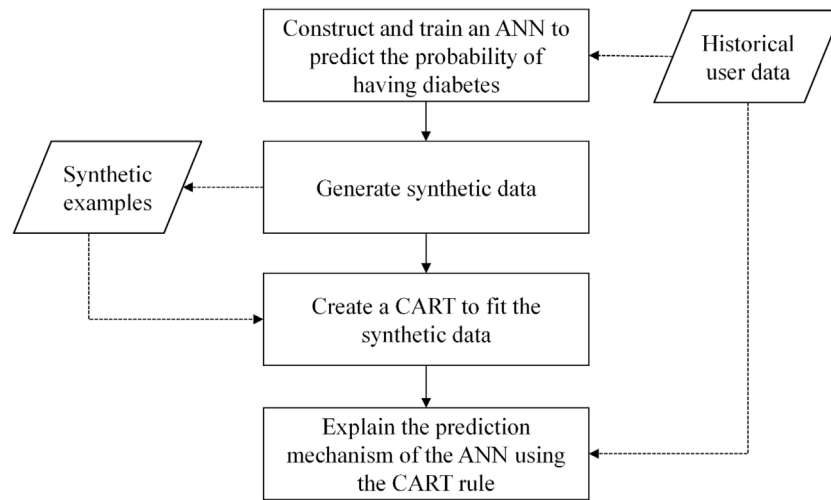 Construct and train an ANN to
predict the probability of
having diabetes
Historical
user data
Synthetic
examples
Generate synthetic data
Create a CART to fit the
synthetic data
Explain the prediction
mechanism of the ANN using
the CART rule